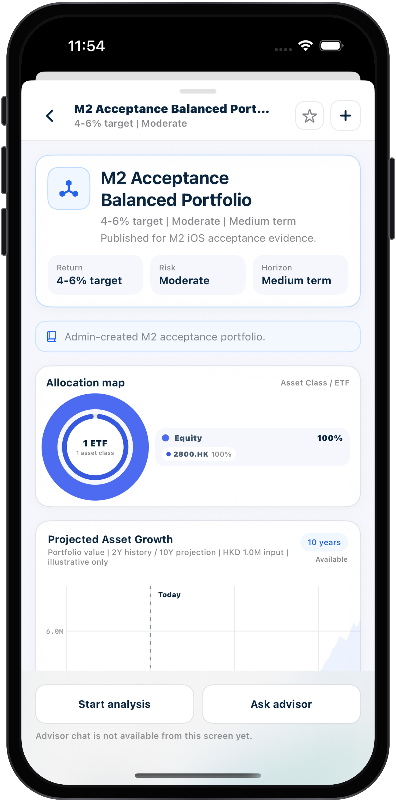 11:54
M2 Acceptance Balanced Port...
4-6% target | Moderate
M2 Acceptance
Balanced Portfolio
4-6% target | Moderate | Medium term
Published for M2 iOS acceptance evidence.
Return
4-6% target
Risk
Moderate
Horizon
Medium term
Admin-created M2 acceptance portfolio.
Allocation map
Asset Class / ETF
1 ETF
1 asset class
Equity 100%
2800.HK 100%
Projected Asset Growth
10 years
Portfolio value | 2Y history / 10Y projection | HKD 1.0M input |
illustrative only
Available
Today
6.0M
Start analysis
Ask advisor
Advisor chat is not available from this screen yet.